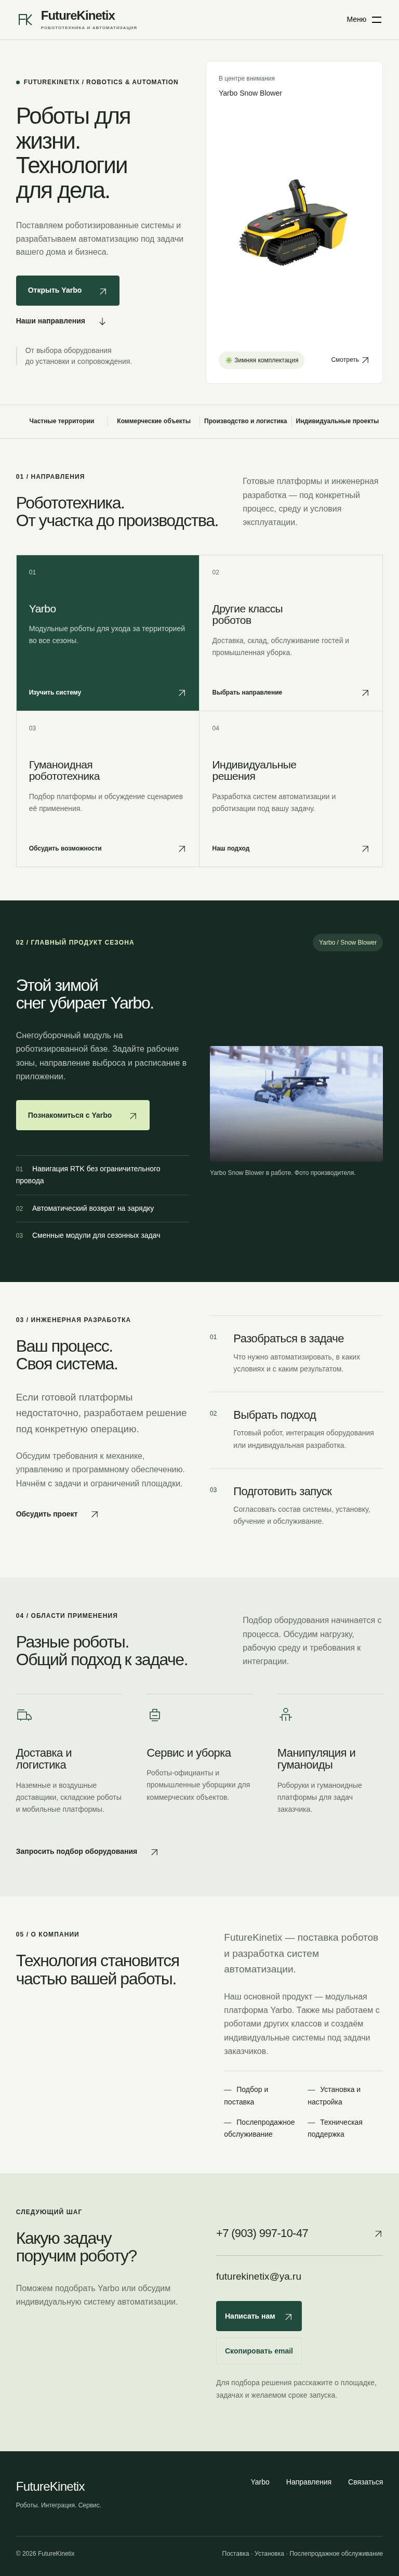 FutureKinetix
РОБОТОТЕХНИКА И АВТОМАТИЗАЦИЯ
Меню
FUTUREKINETIX / ROBOTICS & AUTOMATION
Роботы для
жизни.
Технологии
для дела.
Поставляем роботизированные системы и
разрабатываем автоматизацию под задачи
вашего дома и бизнеса.
Открыть Yarbo
Наши направления
От выбора оборудования
до установки и сопровождения.
В центре внимания
Yarbo Snow Blower
Зимняя комплектация
Смотреть
Частные территории
Коммерческие объекты
Производство и логистика
Индивидуальные проекты
01 / НАПРАВЛЕНИЯ
Робототехника.
От участка до производства.
Готовые платформы и инженерная
разработка — под конкретный
процесс, среду и условия
эксплуатации.
01
Yarbo
Модульные роботы для ухода за территорией
во все сезоны.
Изучить систему
02
Другие классы
роботов
Доставка, склад, обслуживание гостей и
промышленная уборка.
Выбрать направление
03
Гуманоидная
робототехника
Подбор платформы и обсуждение сценариев
её применения.
Обсудить возможности
04
Индивидуальные
решения
Разработка систем автоматизации и
роботизации под вашу задачу.
Наш подход
02 / ГЛАВНЫЙ ПРОДУКТ СЕЗОНА
Yarbo / Snow Blower
Этой зимой
снег убирает Yarbo.
Снегоуборочный модуль на
роботизированной базе. Задайте рабочие
зоны, направление выброса и расписание в
приложении.
Познакомиться с Yarbo
01 Навигация RTK без ограничительного
провода
02 Автоматический возврат на зарядку
03 Сменные модули для сезонных задач
Yarbo Snow Blower в работе. Фото производителя.
03 / ИНЖЕНЕРНАЯ РАЗРАБОТКА
Ваш процесс.
Своя система.
Если готовой платформы
недостаточно, разработаем решение
под конкретную операцию.
Обсудим требования к механике,
управлению и программному обеспечению.
Начнём с задачи и ограничений площадки.
Обсудить проект
01
Разобраться в задаче
Что нужно автоматизировать, в каких
условиях и с каким результатом.
02
Выбрать подход
Готовый робот, интеграция оборудования
или индивидуальная разработка.
03
Подготовить запуск
Согласовать состав системы, установку,
обучение и обслуживание.
04 / ОБЛАСТИ ПРИМЕНЕНИЯ
Разные роботы.
Общий подход к задаче.
Подбор оборудования начинается с
процесса. Обсудим нагрузку,
рабочую среду и требования к
интеграции.
Доставка и
логистика
Наземные и воздушные
доставщики, складские роботы
и мобильные платформы.
Сервис и уборка
Роботы-официанты и
промышленные уборщики для
коммерческих объектов.
Манипуляция и
гуманоиды
Роборуки и гуманоидные
платформы для задач
заказчика.
Запросить подбор оборудования
05 / О КОМПАНИИ
Технология становится
частью вашей работы.
FutureKinetix — поставка роботов
и разработка систем
автоматизации.
Наш основной продукт — модульная
платформа Yarbo. Также мы работаем с
роботами других классов и создаём
индивидуальные системы под задачи
заказчиков.
— Подбор и
поставка
— Установка и
настройка
— Послепродажное
обслуживание
— Техническая
поддержка
СЛЕДУЮЩИЙ ШАГ
Какую задачу
поручим роботу?
Поможем подобрать Yarbo или обсудим
индивидуальную систему автоматизации.
+7 (903) 997-10-47
futurekinetix@ya.ru
Написать нам
Скопировать email
Для подбора решения расскажите о площадке,
задачах и желаемом сроке запуска.
FutureKinetix
Роботы. Интеграция. Сервис.
Yarbo
Направления
Связаться
© 2026 FutureKinetix
Поставка · Установка · Послепродажное обслуживание